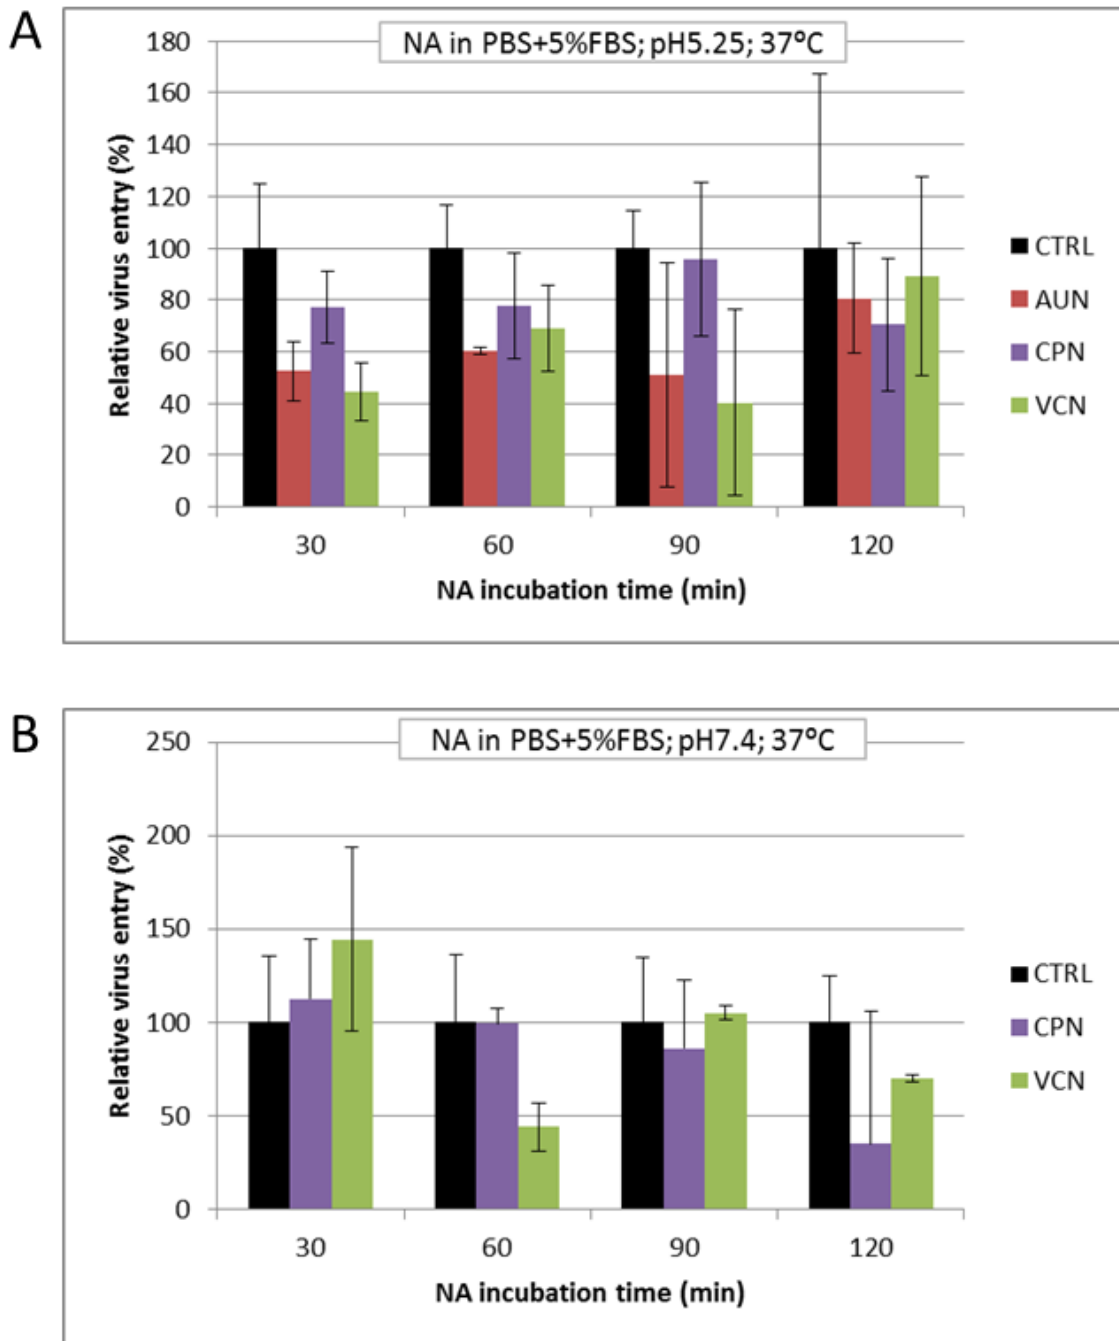 A
NA in PBS+5%FBS; pH5.25; 37ºC
180
160
140
120
100
80
60
40
20
0
Relative virus entry (%)
30 60 90 120
NA incubation time (min)
CTRL
AUN
CPN
VCN
B
NA in PBS+5%FBS; pH7.4; 37ºC
250
200
150
100
50
0
Relative virus entry (%)
30 60 90 120
NA incubation time (min)
CTRL
CPN
VCN